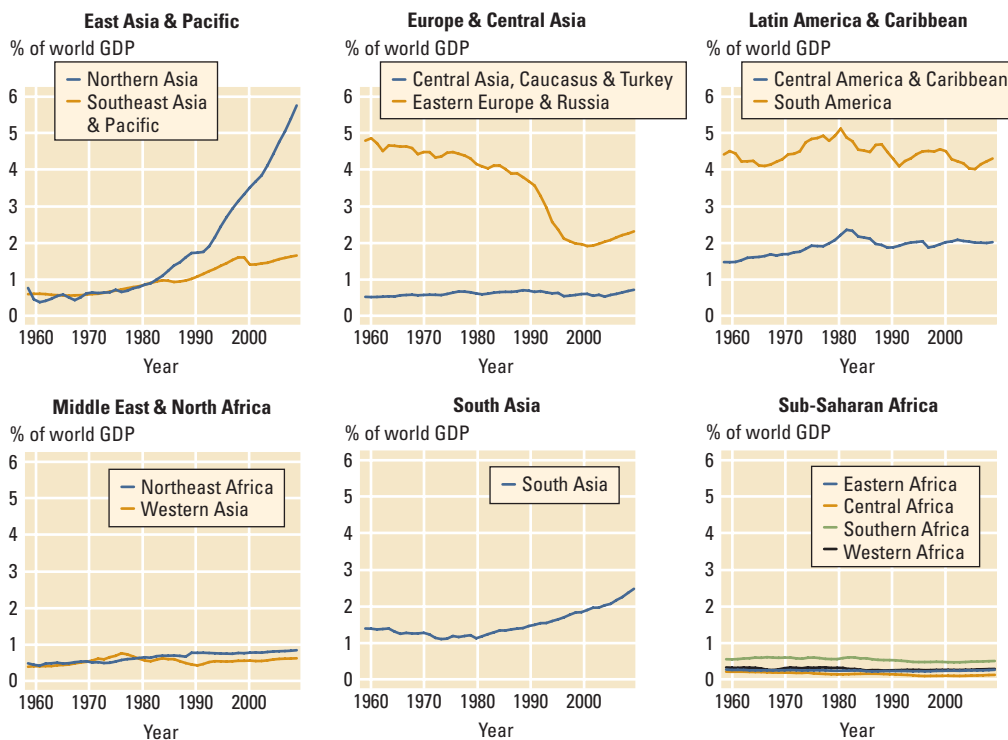 East Asia & Pacific
% of world GDP
Northern Asia
Southeast Asia
& Pacific
6
5
4
3
2
1
0
1960 1970 1980 1990 2000
Year
Europe & Central Asia
% of world GDP
Central Asia, Caucasus & Turkey
Eastern Europe & Russia
6
5
4
3
2
1
0
1960 1970 1980 1990 2000
Year
Latin America & Caribbean
% of world GDP
Central America & Caribbean
South America
6
5
4
3
2
1
0
1960 1970 1980 1990 2000
Year
Middle East & North Africa
% of world GDP
Northeast Africa
Western Asia
6
5
4
3
2
1
0
1960 1970 1980 1990 2000
Year
South Asia
% of world GDP
South Asia
6
5
4
3
2
1
0
1960 1970 1980 1990 2000
Year
Sub-Saharan Africa
% of world GDP
Eastern Africa
Central Africa
Southern Africa
Western Africa
6
5
4
3
2
1
0
1960 1970 1980 1990 2000
Year